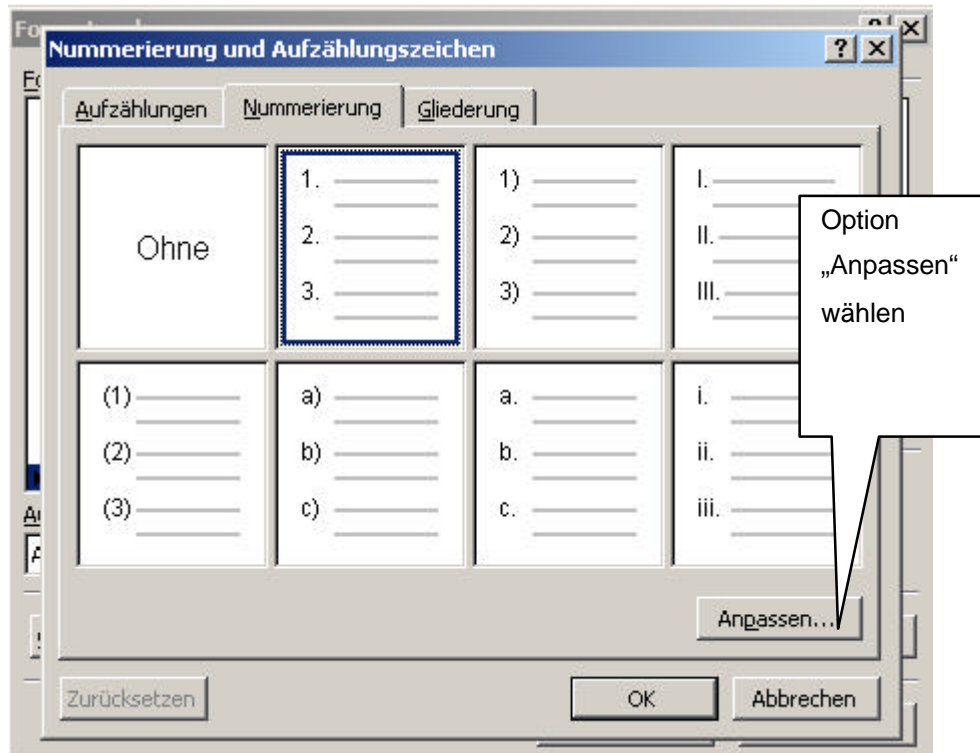 Nummerierung und Aufzählungszeichen
Aufzählungen Nummerierung Gliederung
Ohne
1.
2.
3.
1)
2)
3)
I.
II.
III.
(1)
(2)
(3)
a)
b)
c)
a.
b.
c.
i.
ii.
iii.
Option
„Anpassen“
wählen
Anpassen...
Zurücksetzen OK Abbrechen